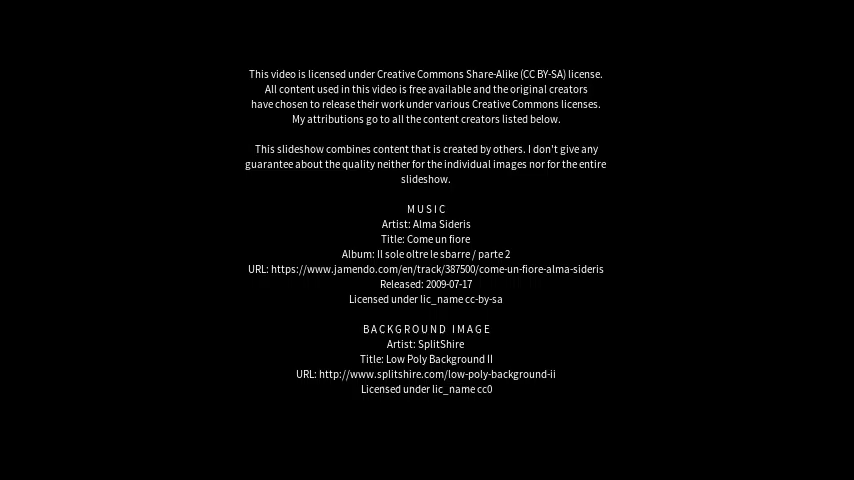 This video is licensed under Creative Commons Share-Alike (CC BY-SA) license.
All content used in this video is free available and the original creators
have chosen to release their work under various Creative Commons licenses.
My attributions go to all the content creators listed below.
This slideshow combines content that is created by others. I don't give any
guarantee about the quality neither for the individual images nor for the entire
slideshow.
MUSIC
Artist: Alma Sideris
Title: Come un fiore
Album: Il sole oltre le sbarre / parte 2
URL: https://www.jamendo.com/en/track/387500/come-un-fiore-alma-sideris
Released: 2009-07-17
Licensed under lic_name cc-by-sa
BACKGROUND IMAGE
Artist: SplitShire
Title: Low Poly Background II
URL: http://www.splitshire.com/low-poly-background-ii
Licensed under lic_name cc0